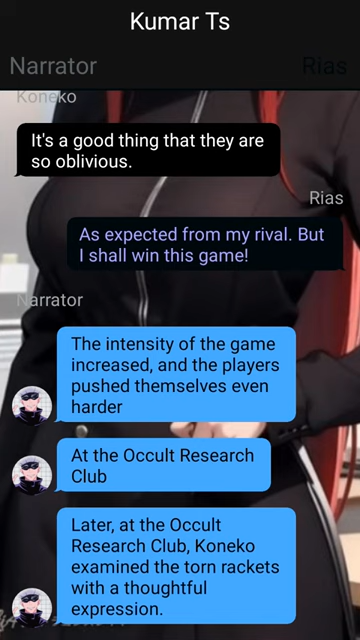 Kumar Ts
Narrator
Rias
Koneko
It's a good thing that they are
so oblivious.
Rias
As expected from my rival. But
I shall win this game!
Narrator
The intensity of the game
increased, and the players
pushed themselves even
harder
At the Occult Research
Club
Later, at the Occult
Research Club, Koneko
examined the torn rackets
with a thoughtful
expression.